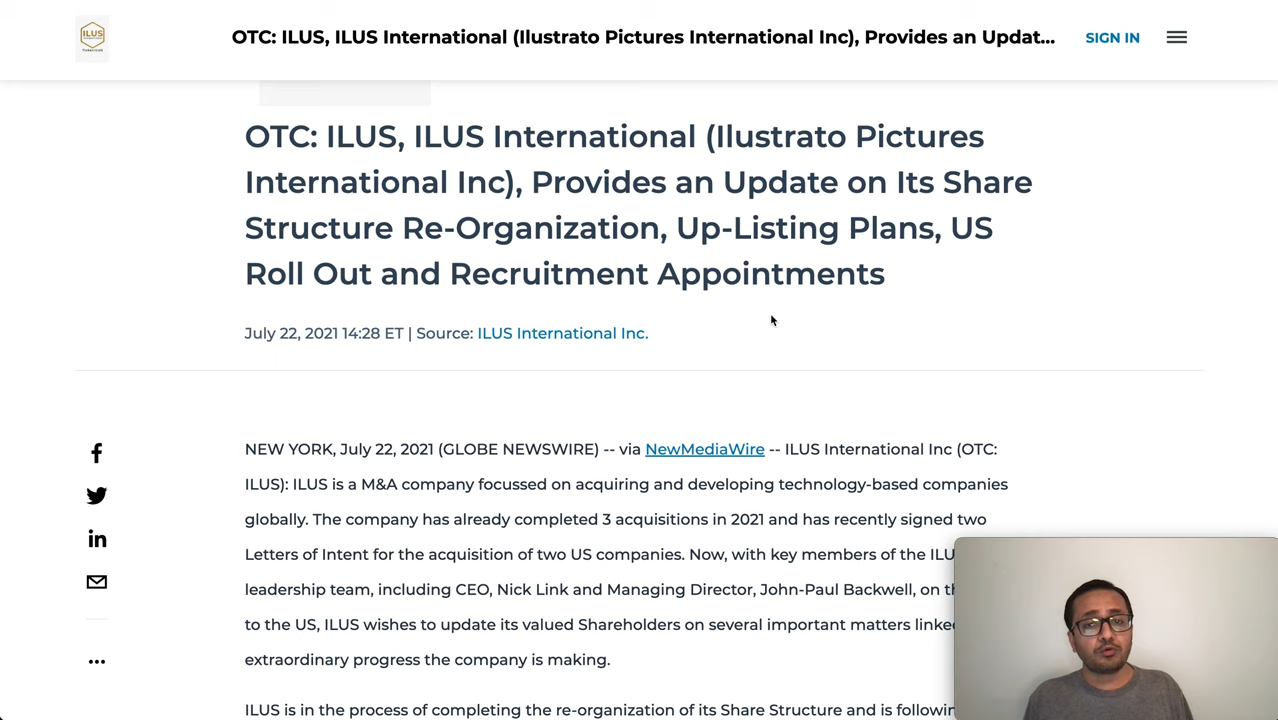 ILUS
OTC: ILUS, ILUS International (Ilustrato Pictures International Inc), Provides an Updat...
SIGN IN
OTC: ILUS, ILUS International (Ilustrato Pictures
International Inc), Provides an Update on Its Share
Structure Re-Organization, Up-Listing Plans, US
Roll Out and Recruitment Appointments
July 22, 2021 14:28 ET | Source: ILUS International Inc.
NEW YORK, July 22, 2021 (GLOBE NEWSWIRE) -- via NewMediaWire -- ILUS International Inc (OTC:
ILUS): ILUS is a M&A company focussed on acquiring and developing technology-based companies
globally. The company has already completed 3 acquisitions in 2021 and has recently signed two
Letters of Intent for the acquisition of two US companies. Now, with key members of the ILU
leadership team, including CEO, Nick Link and Managing Director, John-Paul Backwell, on
to the US, ILUS wishes to update its valued Shareholders on several important matters
extraordinary progress the company is making.
ILUS is in the process of completing the re-organization of its Share Structure and is